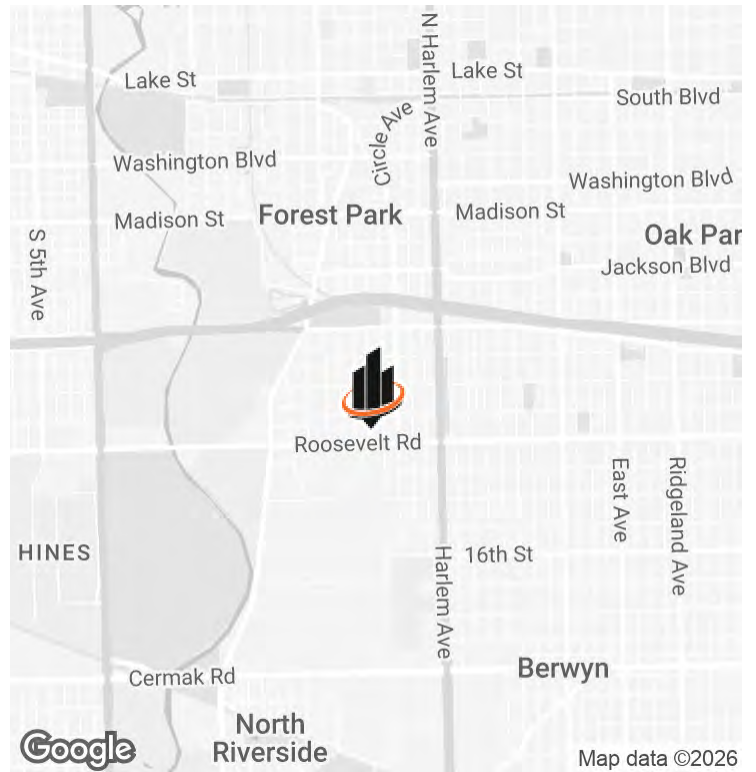 N Harlem Ave
Lake St
Lake St
South Blvd
Circle Ave
Washington Blvd
Washington Blvd
Madison St
Forest Park
Madison St
S 5th Ave
Oak Par
Jackson Blvd
Roosevelt Rd
East Ave
Ridgeland Ave
HINES
Harlem Ave
16th St
Cermak Rd
Berwyn
North
Riverside
Google
Map data ©2026